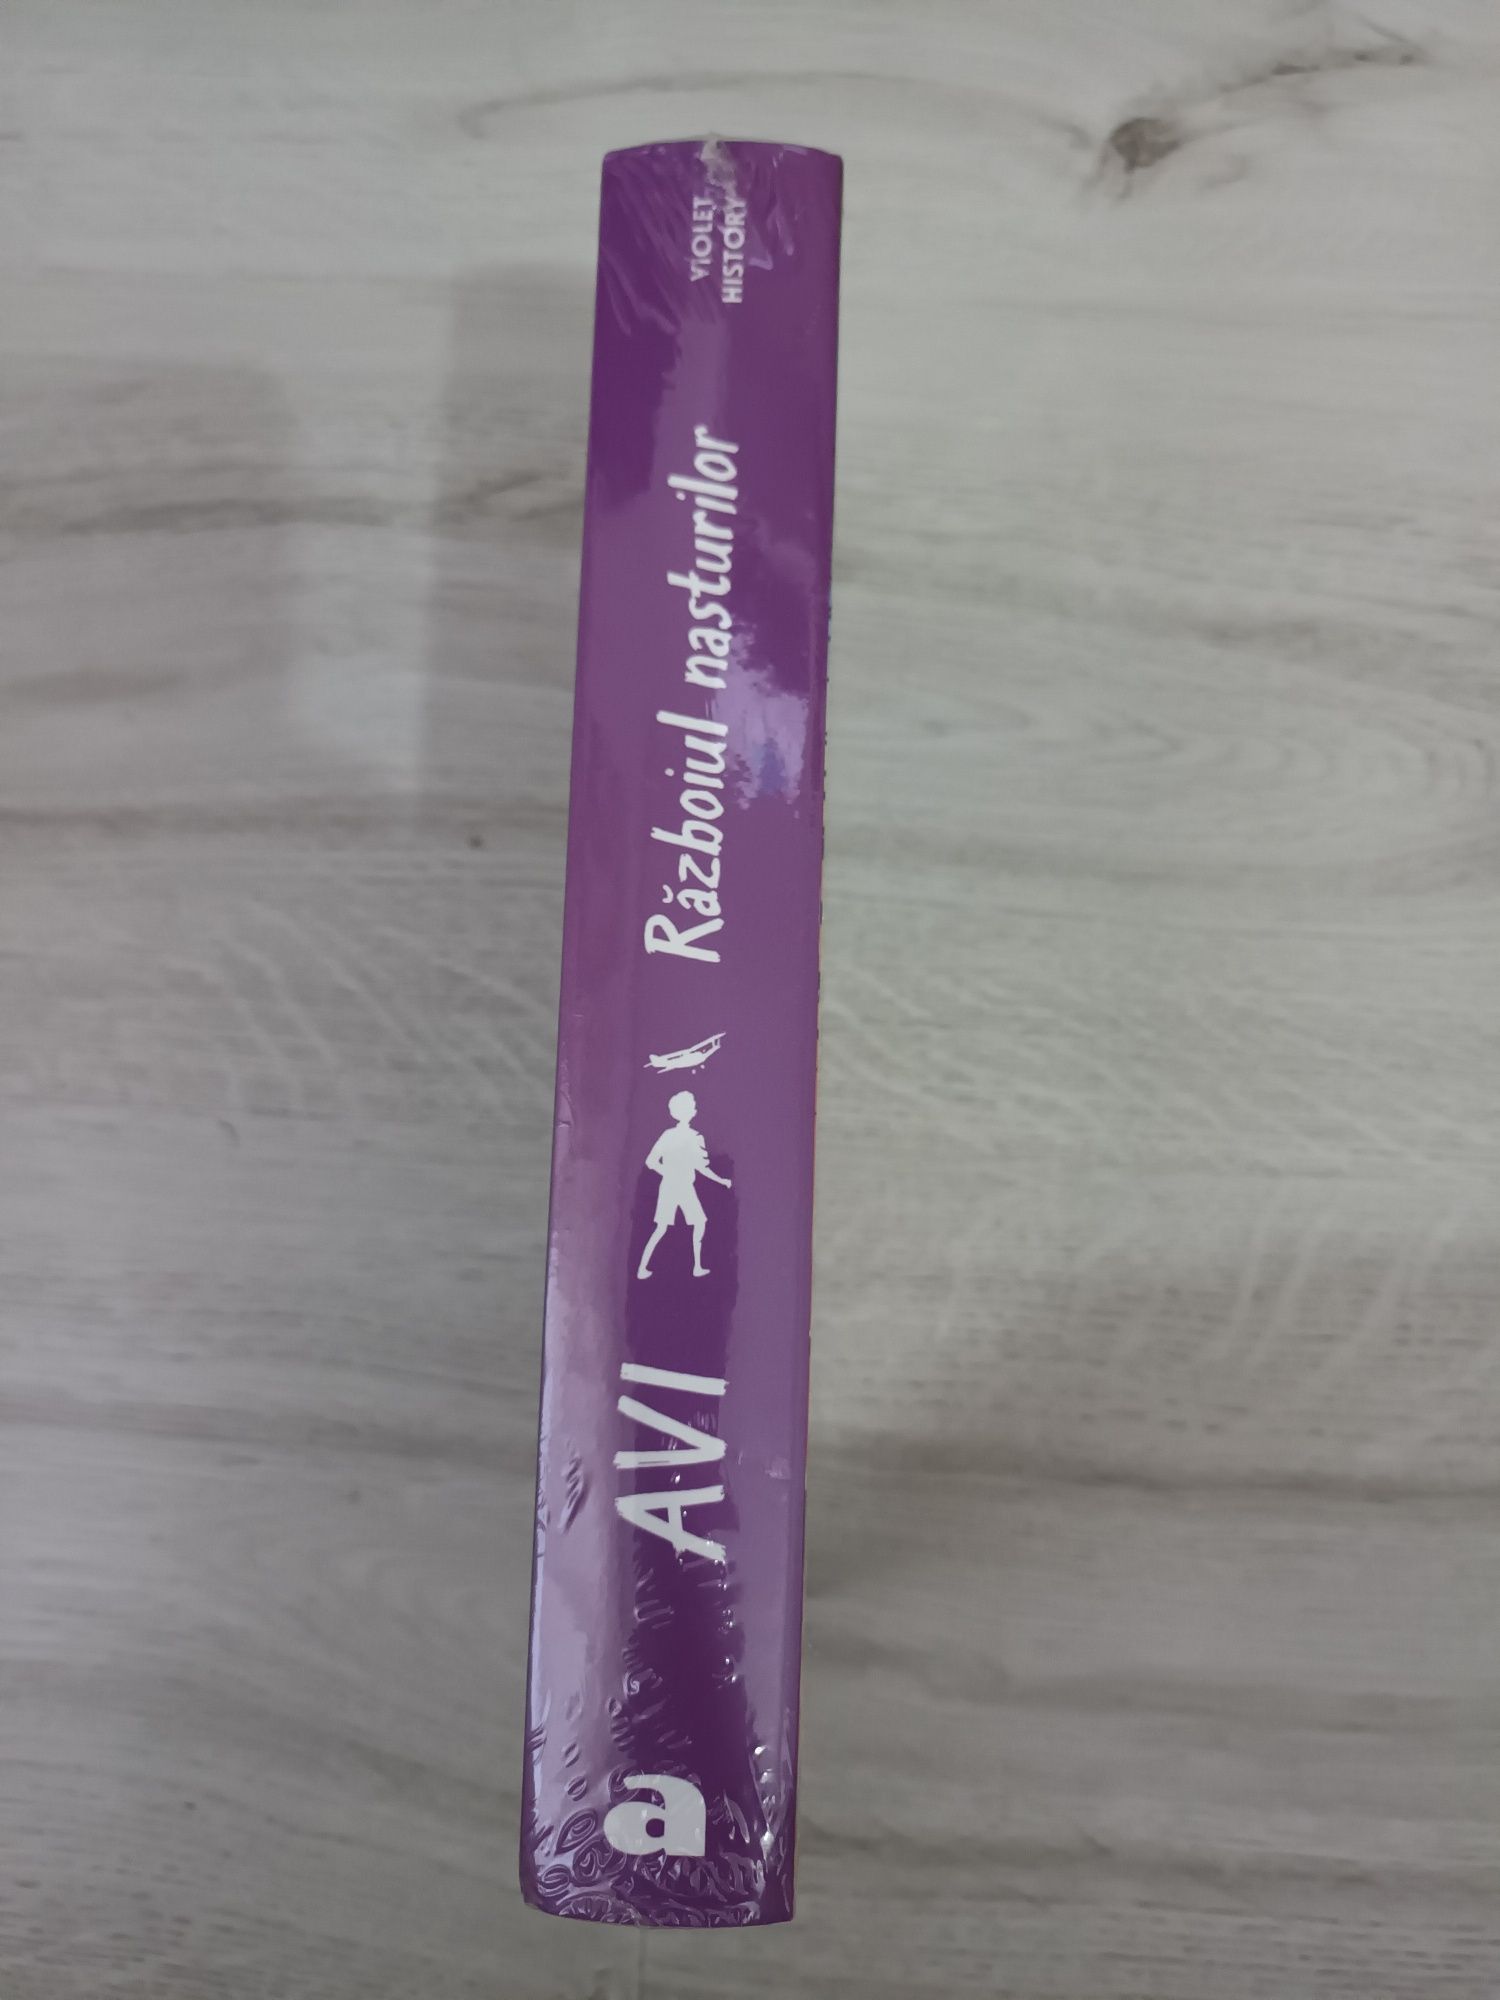 a
AVI
Războiul nasturilor
VIOLET
HISTORY